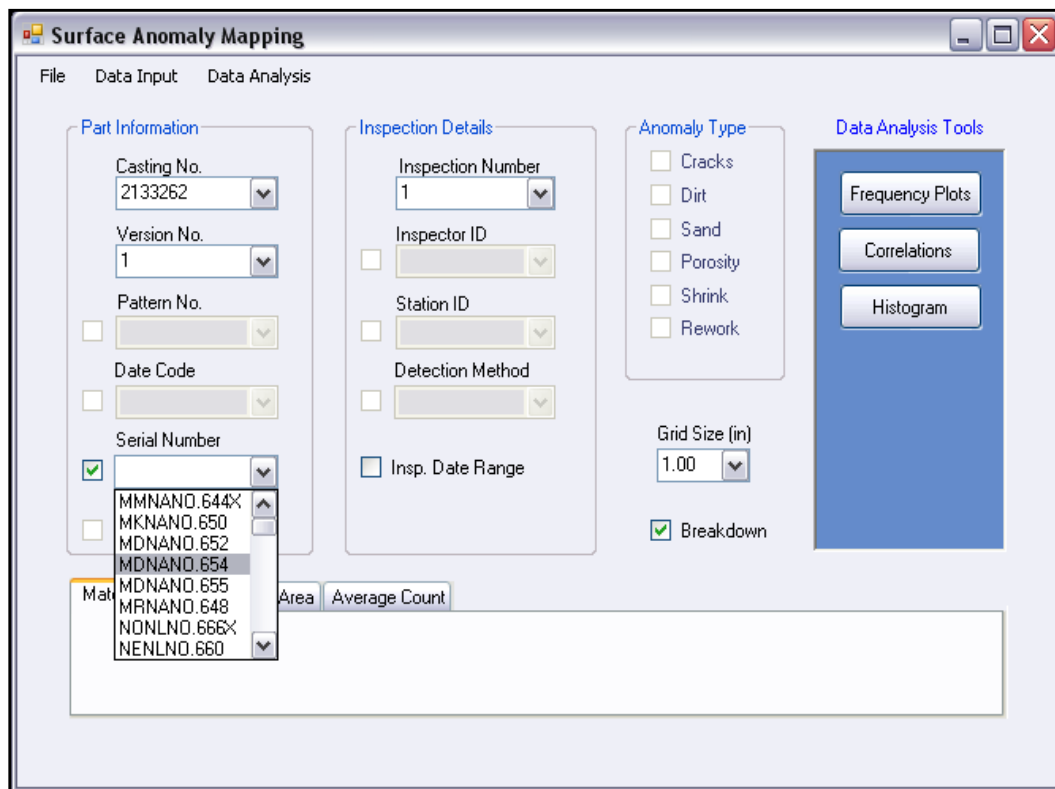 Surface Anomaly Mapping
File Data Input Data Analysis
Part Information
Casting No.
2133262
Version No.
1
Pattern No.
Date Code
Serial Number
MMNANO.644X
MKNANO.650
MDNANO.652
MDNANO.654
MDNANO.655
MRNANO.648
NONLNO.666X
NENLNO.660
Inspection Details
Inspection Number
1
Inspector ID
Station ID
Detection Method
Insp. Date Range
Anomaly Type
Cracks
Dirt
Sand
Porosity
Shrink
Rework
Grid Size (in)
1.00
Breakdown
Data Analysis Tools
Frequency Plots
Correlations
Histogram
Area Average Count